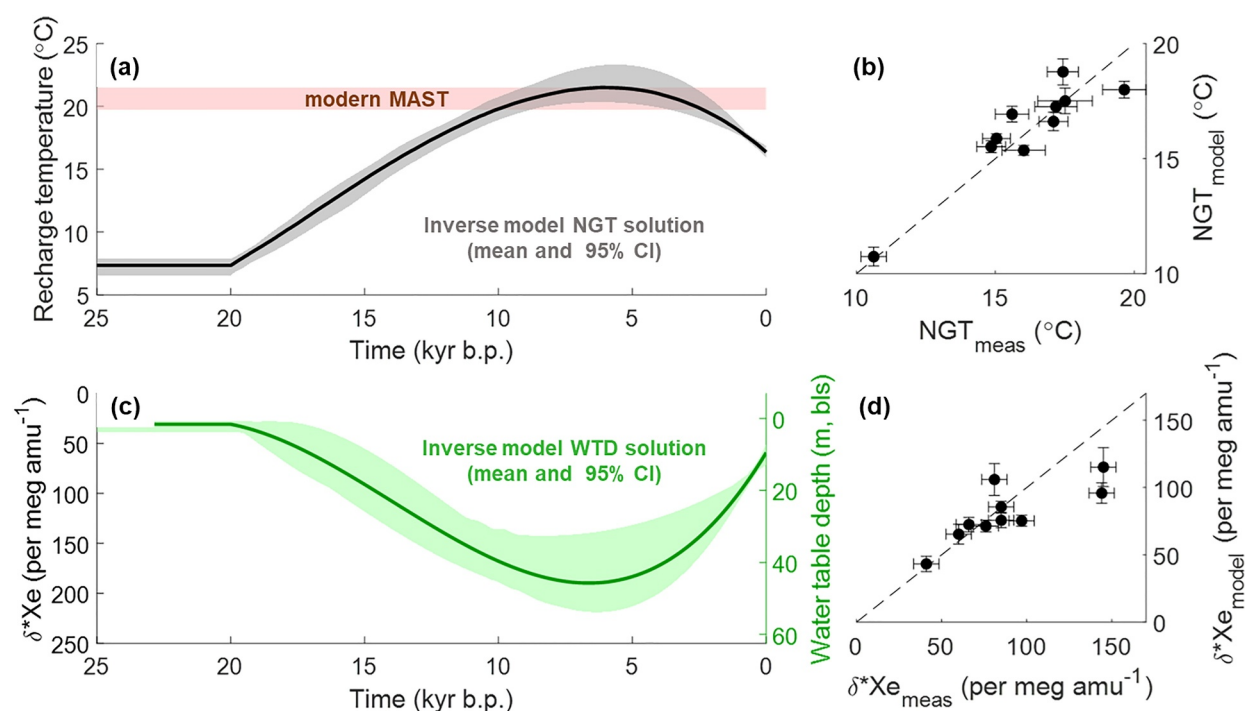 (a)
Recharge temperature (°C)
25
20
15
10
5
modern MAST
Inverse model NGT solution
(mean and 95% CI)
25 20 15 10 5 0
Time (kyr b.p.)
(b)
20
15
10
NGTmodel (°C)
10 15 20
NGTmeas (°C)
(c)
δ*Xe (per meg amu-1)
0
50
100
150
200
250
Inverse model WTD solution
(mean and 95% CI)
0
20
40
60
Water table depth (m, bls)
25 20 15 10 5 0
Time (kyr b.p.)
(d)
150
100
50
0
δ*Xemodel (per meg amu-1)
0 50 100 150
δ*Xemeas (per meg amu-1)